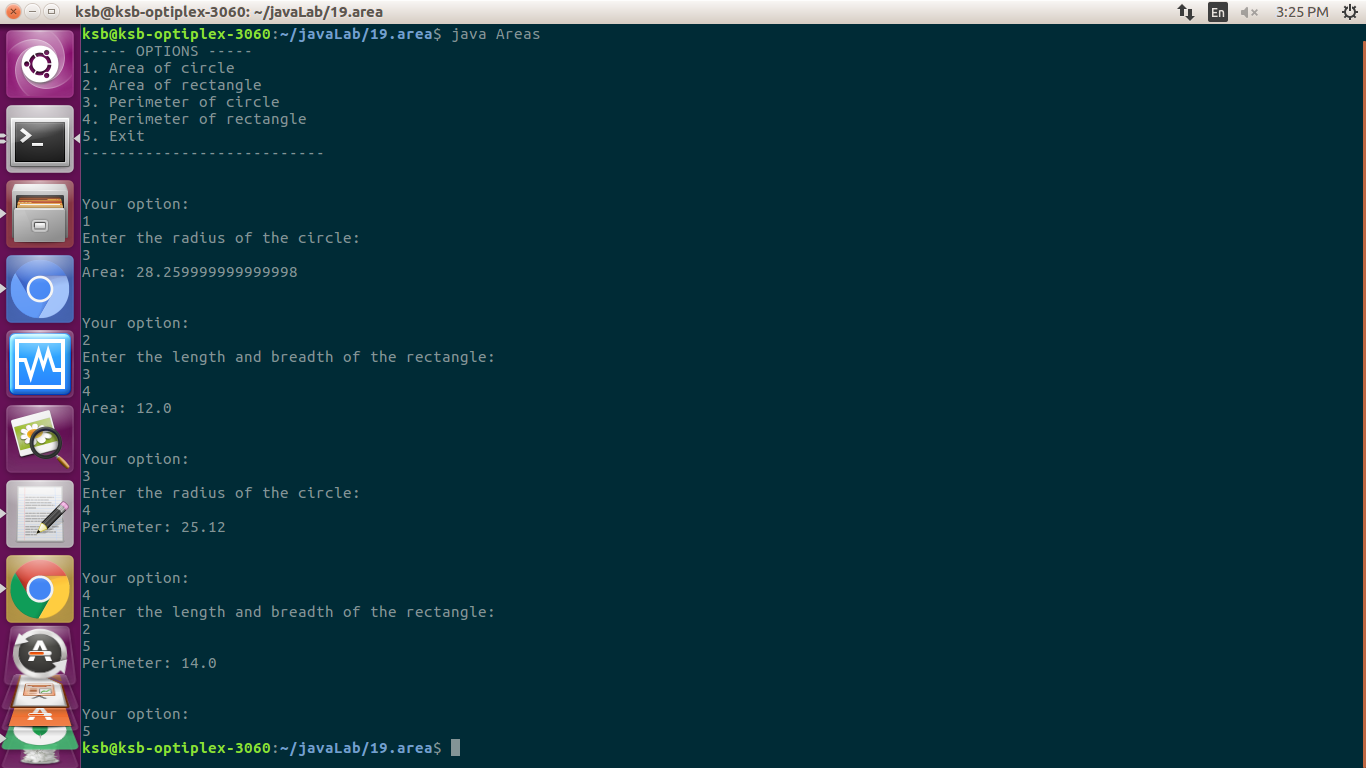 ksb@ksb-optiplex-3060: ~/javaLab/19.area
En
3:25 PM
ksb@ksb-optiplex-3060:~/javaLab/19.area$ java Areas
----- OPTIONS -----
1. Area of circle
2. Area of rectangle
3. Perimeter of circle
4. Perimeter of rectangle
5. Exit
---------------------------
Your option:
1
Enter the radius of the circle:
3
Area: 28.259999999999998
Your option:
2
Enter the length and breadth of the rectangle:
3
4
Area: 12.0
Your option:
3
Enter the radius of the circle:
4
Perimeter: 25.12
Your option:
4
Enter the length and breadth of the rectangle:
2
5
Perimeter: 14.0
Your option:
5
ksb@ksb-optiplex-3060:~/javaLab/19.area$